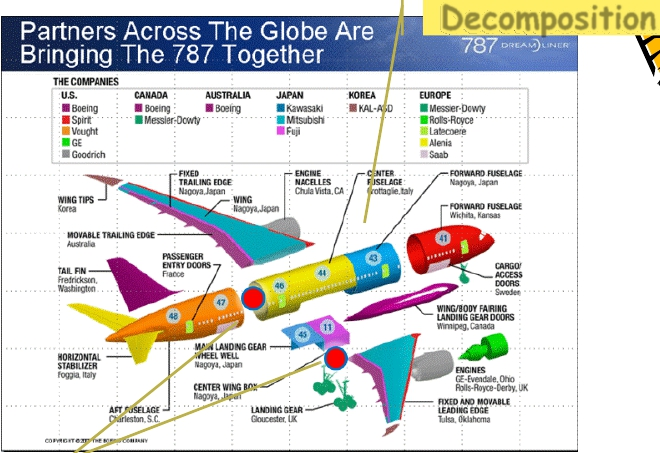 Decomposition
Partners Across The Globe Are
Bringing The 787 Together
787 DREAMLINER
THE COMPANIES
U.S.
Boeing
Spirit
Vought
GE
Goodrich
CANADA
Boeing
Messier-Dowty
AUSTRALIA
Boeing
JAPAN
Kawasaki
Mitsubishi
Fuji
KOREA
KAL-ASD
EUROPE
Messier-Dowty
Rolls-Royce
Latecoere
Alenia
Saab
WING TIPS
Korea
FIXED
TRAILING EDGE
Nagoya, Japan
WING
Nagoya, Japan
ENGINE
NACELLES
Chula Vista, CA
CENTER
FUSELAGE
Grottaglie, Italy
FORWARD FUSELAGE
Nagoya, Japan
FORWARD FUSELAGE
Wichita, Kansas
MOVABLE TRAILING EDGE
Australia
PASSENGER
ENTRY DOORS
France
TAIL FIN
Fredrickson,
Washington
CARGO/
ACCESS
DOORS
Sweden
41
43
44
46
47
48
45
11
WING/BODY FAIRING
LANDING GEAR DOORS
Winnipeg, Canada
MAIN LANDING GEAR
WHEEL WELL
Nagoya, Japan
HORIZONTAL
STABILIZER
Foggia, Italy
CENTER WING BOX
Nagoya, Japan
ENGINES
GE-Evendale, Ohio
Rolls-Royce-Derby, UK
AFT FUSELAGE
Charleston, S.C.
LANDING GEAR
Gloucester, UK
FIXED AND MOVABLE
LEADING EDGE
Tulsa, Oklahoma